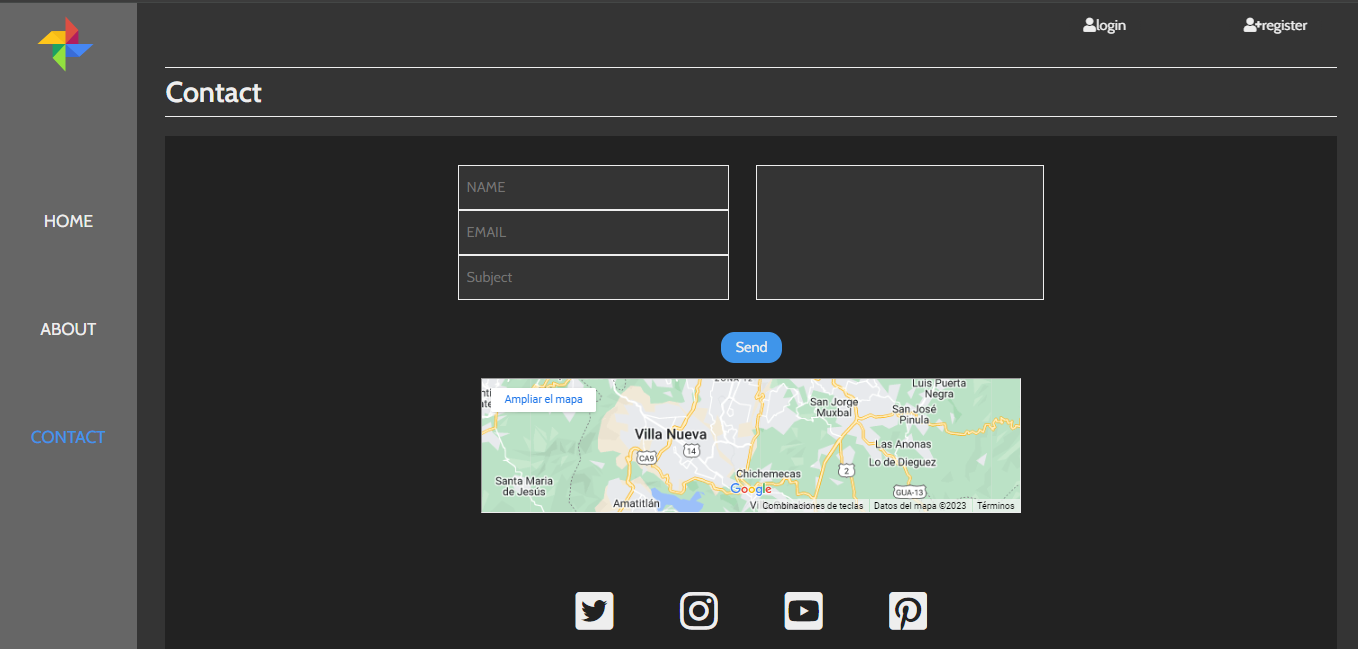 login
register
Contact
HOME
ABOUT
CONTACT
NAME
EMAIL
Subject
Send
Ampliar el mapa
Luis Puerta
Negra
San Jorge
Muxbal
San José
Pinula
Villa Nueva
CA9
14
Las Anonas
Lo de Dieguez
2
Chichemecas
Santa Maria
de Jesús
GUA-13
Amatitlán
Google
Combinaciones de teclas
Datos del mapa ©2023
Términos